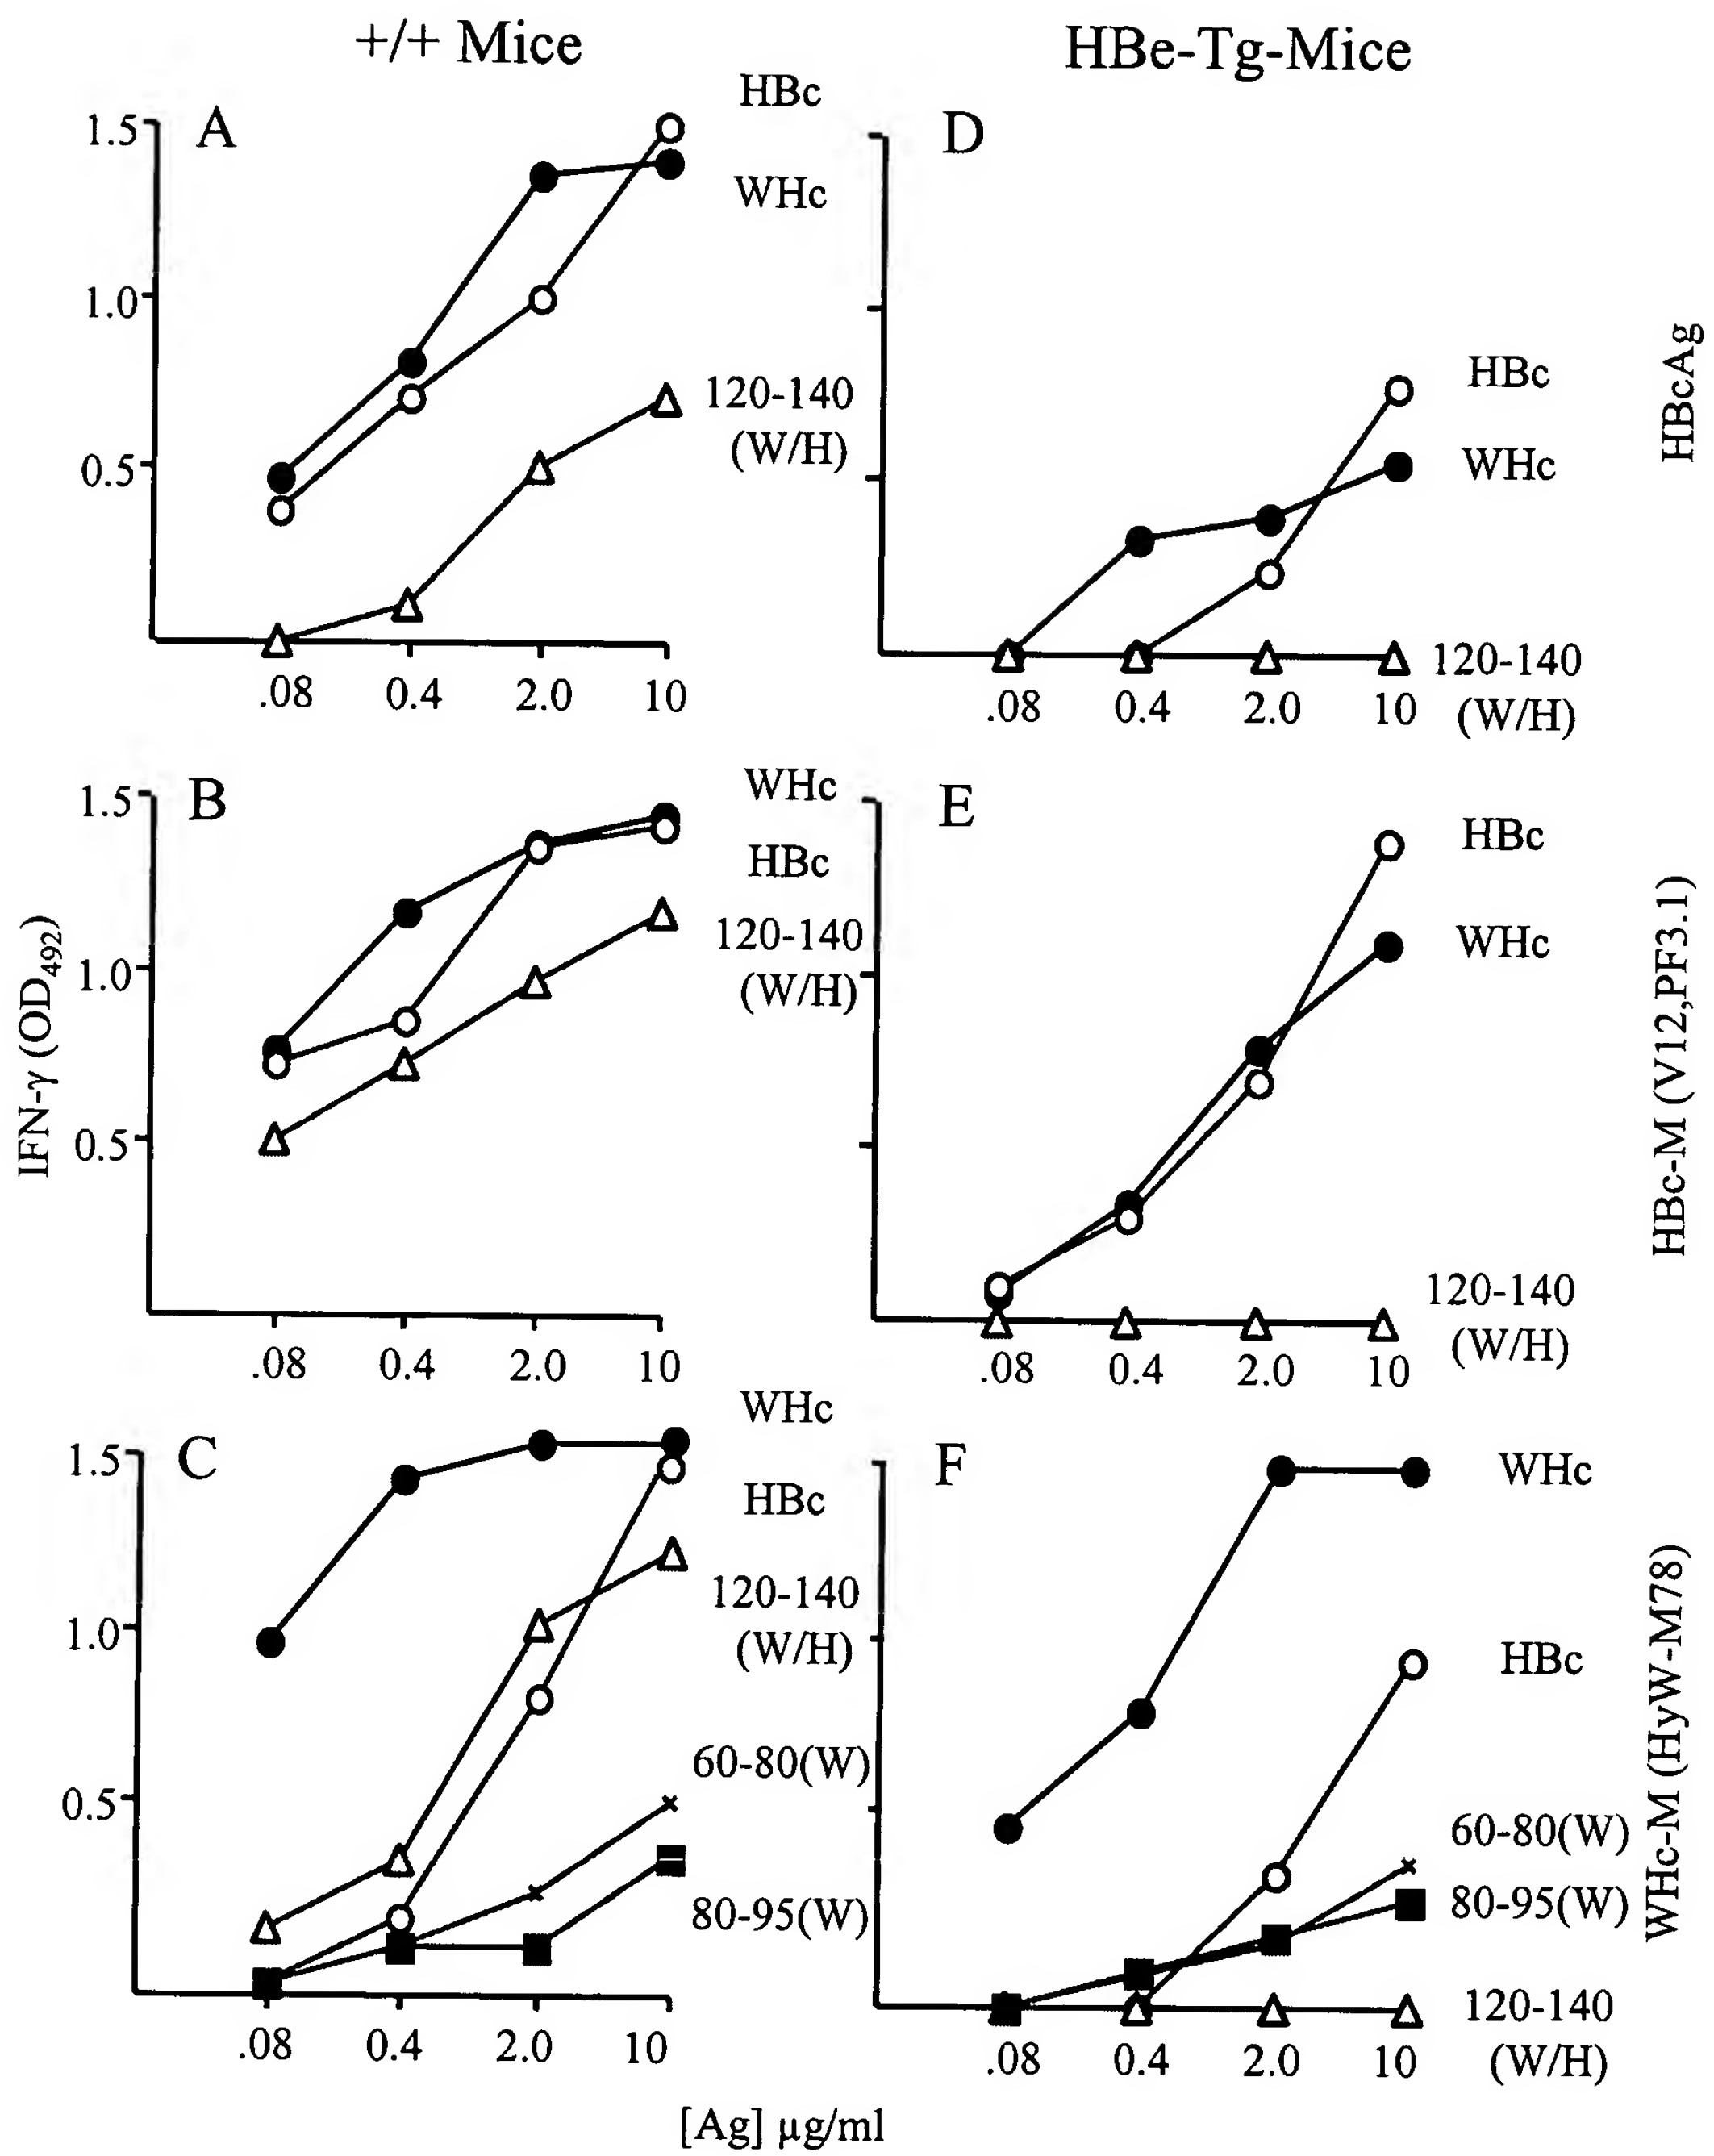 +/+ Mice
HBe-Tg-Mice
A
1.5
1.0
0.5
HBc
WHc
120-140
(W/H)
.08 0.4 2.0 10
D
HBc
WHc
120-140
(W/H)
.08 0.4 2.0 10
HBcAg
B
1.5
1.0
0.5
WHc
HBc
120-140
(W/H)
.08 0.4 2.0 10
IFN-γ (OD492)
E
HBc
WHc
120-140
(W/H)
.08 0.4 2.0 10
HBc-M (V12,PF3.1)
C
1.5
1.0
0.5
WHc
HBc
120-140
(W/H)
60-80(W)
80-95(W)
.08 0.4 2.0 10
F
WHc
HBc
60-80(W)
80-95(W)
120-140
(W/H)
.08 0.4 2.0 10
WHc-M (HyW-M78)
[Ag] µg/ml